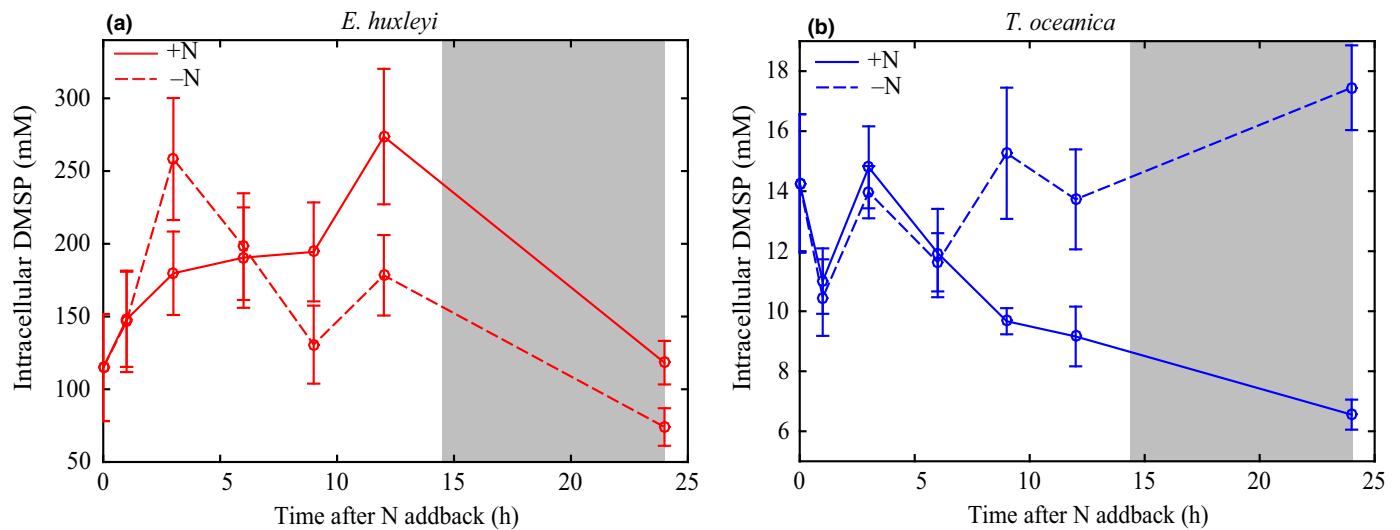 (a) E. huxleyi
+N
–N
300
250
200
150
100
50
0 5 10 15 20 25
Intracellular DMSP (mM)
Time after N addback (h)
(b) T. oceanica
+N
–N
18
16
14
12
10
8
6
0 5 10 15 20 25
Intracellular DMSP (mM)
Time after N addback (h)